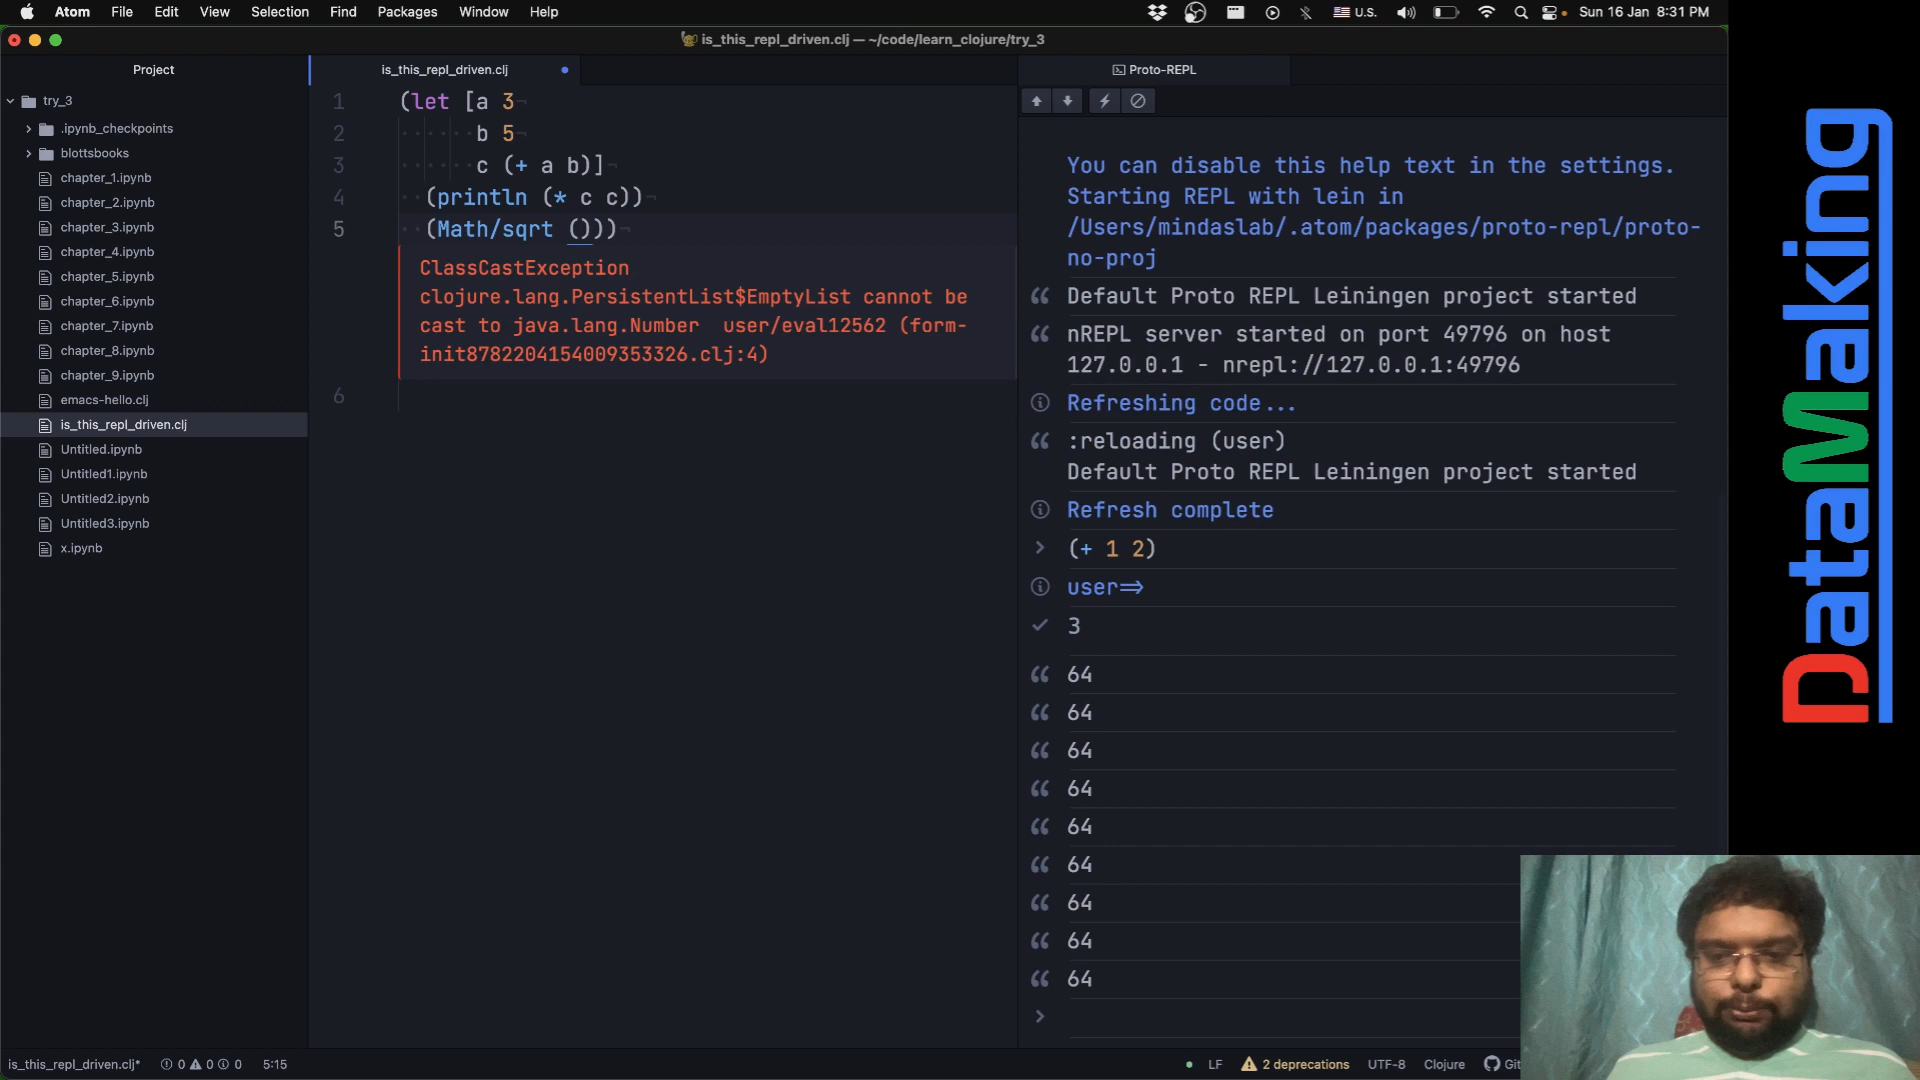 Atom File Edit View Selection Find Packages Window Help
U.S. Sun 16 Jan 8:31 PM
is_this_repl_driven.clj — ~/code/learn_clojure/try_3
Project
try_3
.ipynb_checkpoints
blottsbooks
chapter_1.ipynb
chapter_2.ipynb
chapter_3.ipynb
chapter_4.ipynb
chapter_5.ipynb
chapter_6.ipynb
chapter_7.ipynb
chapter_8.ipynb
chapter_9.ipynb
emacs-hello.clj
is_this_repl_driven.clj
Untitled.ipynb
Untitled1.ipynb
Untitled2.ipynb
Untitled3.ipynb
x.ipynb
is_this_repl_driven.clj
1 (let [a 3¬
2 ······b 5¬
3 ······c (+ a b)]¬
4 ··(println (* c c))¬
5 ··(Math/sqrt ()))¬
ClassCastException
clojure.lang.PersistentList$EmptyList cannot be
cast to java.lang.Number user/eval12562 (form-
init8782204154009353326.clj:4)
6
Proto-REPL
You can disable this help text in the settings.
Starting REPL with lein in
/Users/mindaslab/.atom/packages/proto-repl/proto-
no-proj
Default Proto REPL Leiningen project started
nREPL server started on port 49796 on host
127.0.0.1 - nrepl://127.0.0.1:49796
Refreshing code...
:reloading (user)
Default Proto REPL Leiningen project started
Refresh complete
> (+ 1 2)
user=>
3
64
64
64
64
64
64
64
64
64
>
is_this_repl_driven.clj* 0 0 0 5:15
LF 2 deprecations UTF-8 Clojure Git
DataMaking